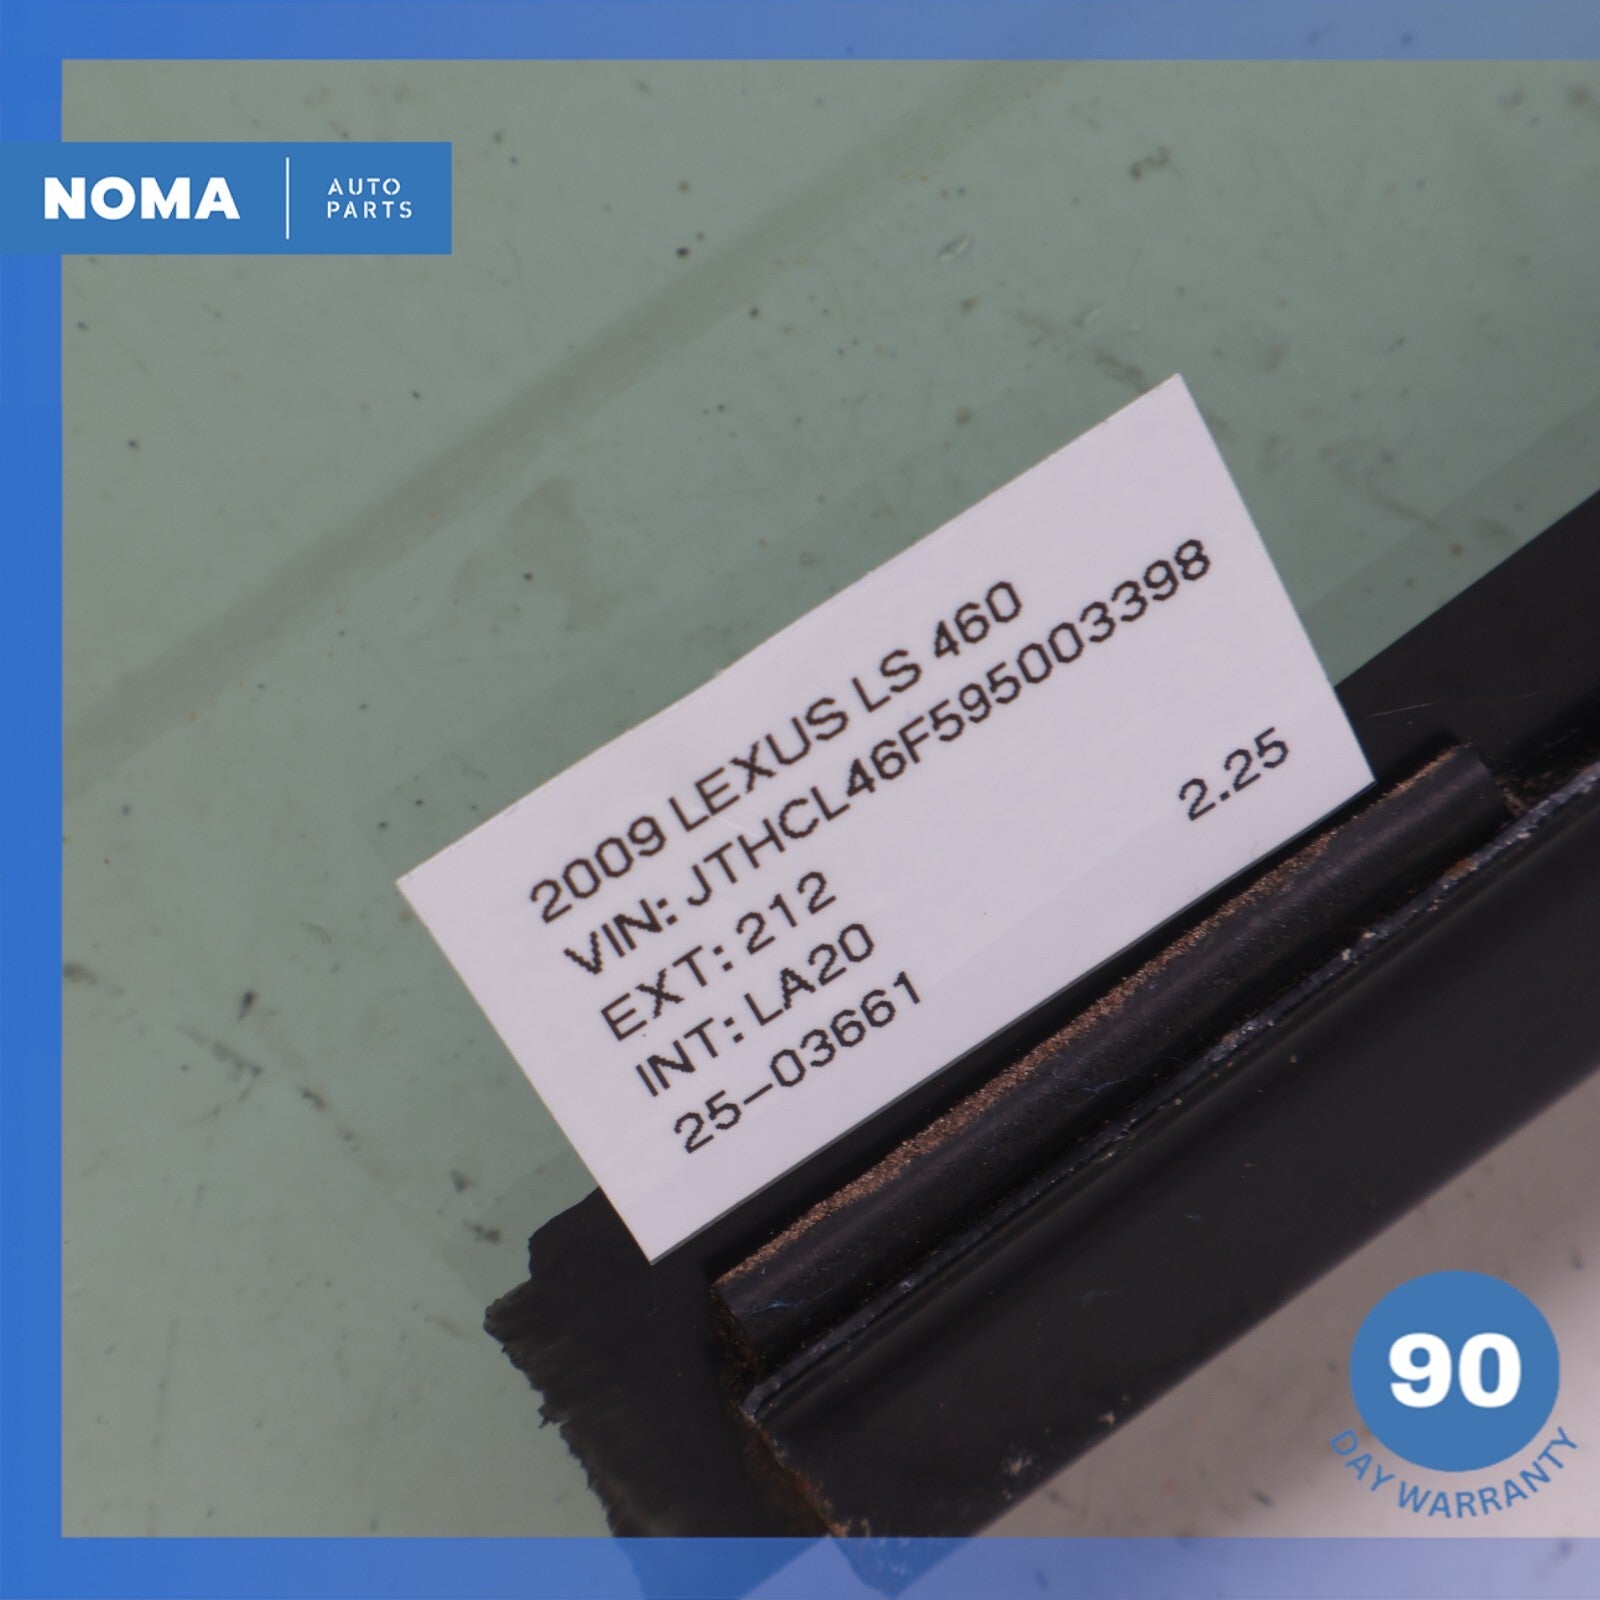 NOMA
AUTO
PARTS
2009 LEXUS LS 460
VIN: JTHCL46F595003398
EXT: 212
INT: LA20
25-03661
2.25
90
DAY WARRANTY